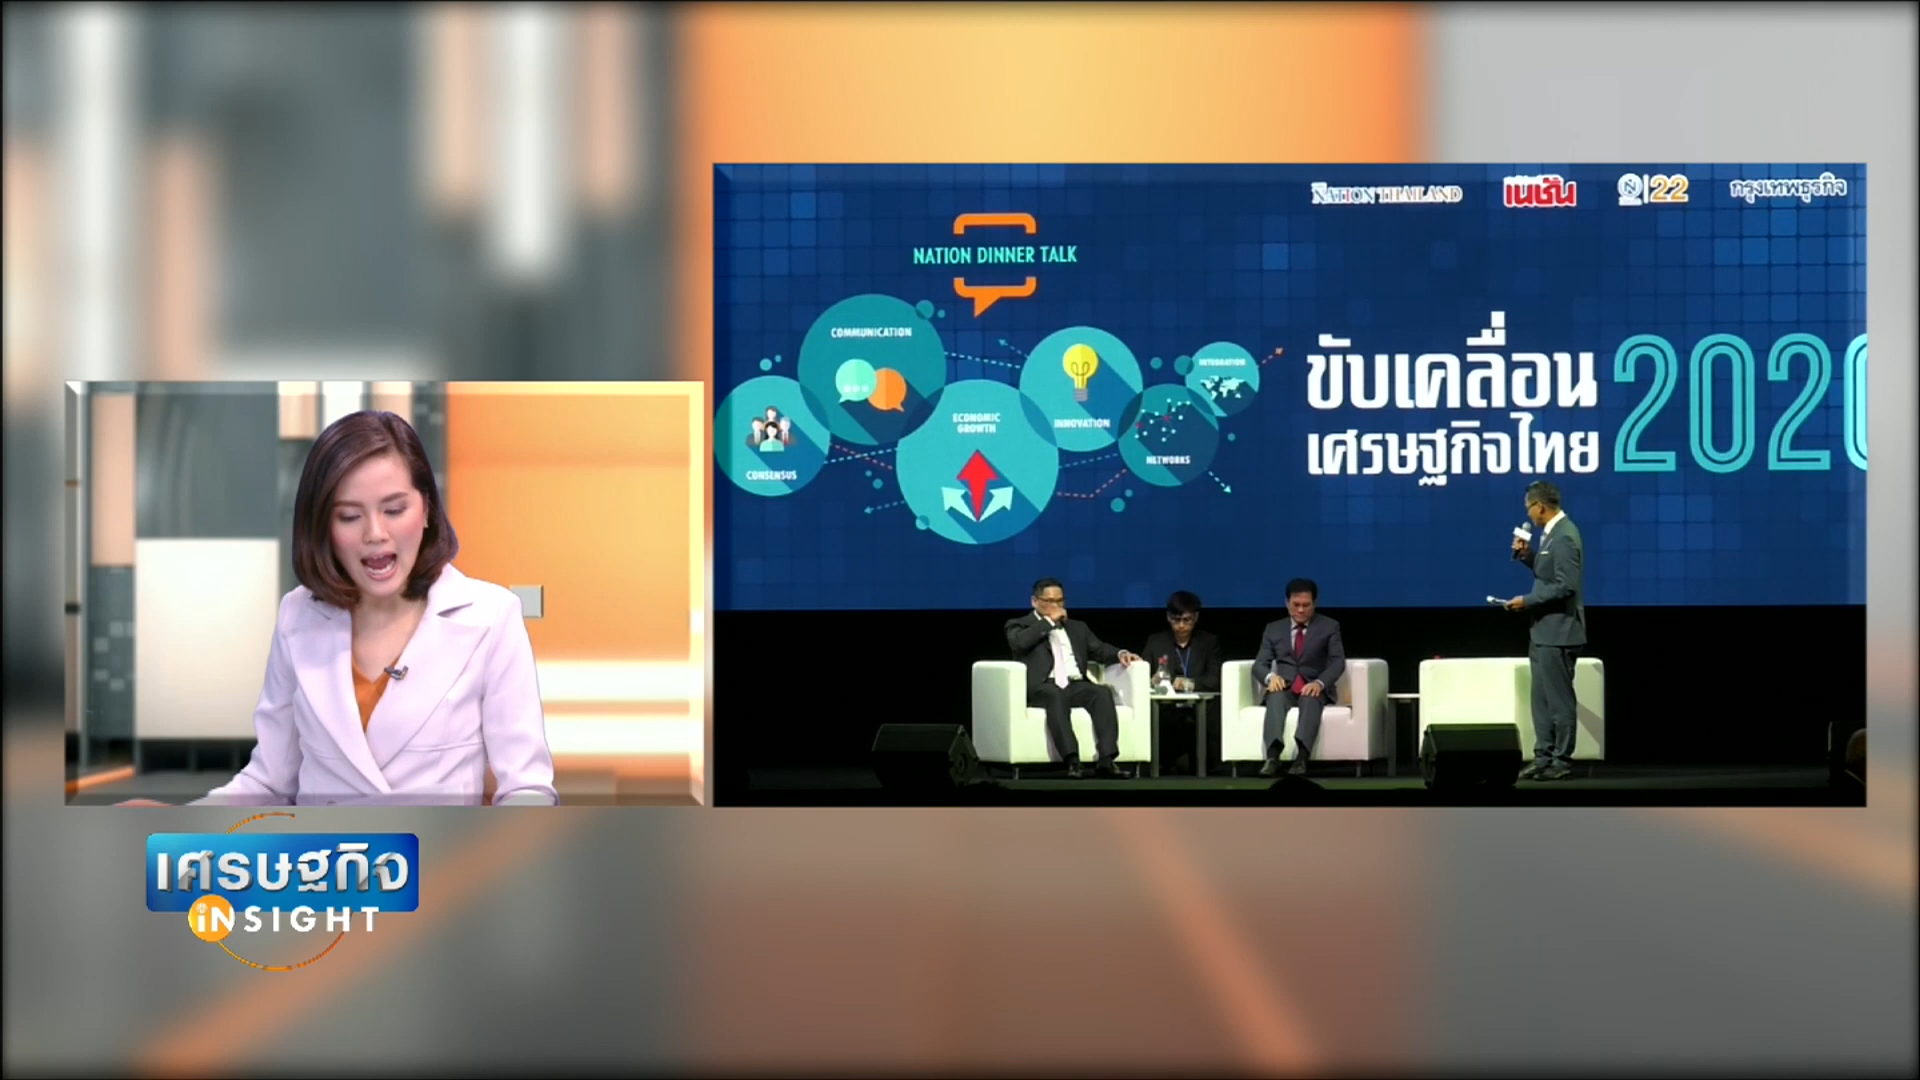 NATION THAILAND
เนชั่น
N|22
กรุงเทพธุรกิจ
NATION DINNER TALK
COMMUNICATION
CONSENSUS
ECONOMIC
GROWTH
INNOVATION
NETWORKS
INTEGRATION
ขับเคลื่อน
เศรษฐกิจไทย
2020
เศรษฐกิจ
iNSIGHT